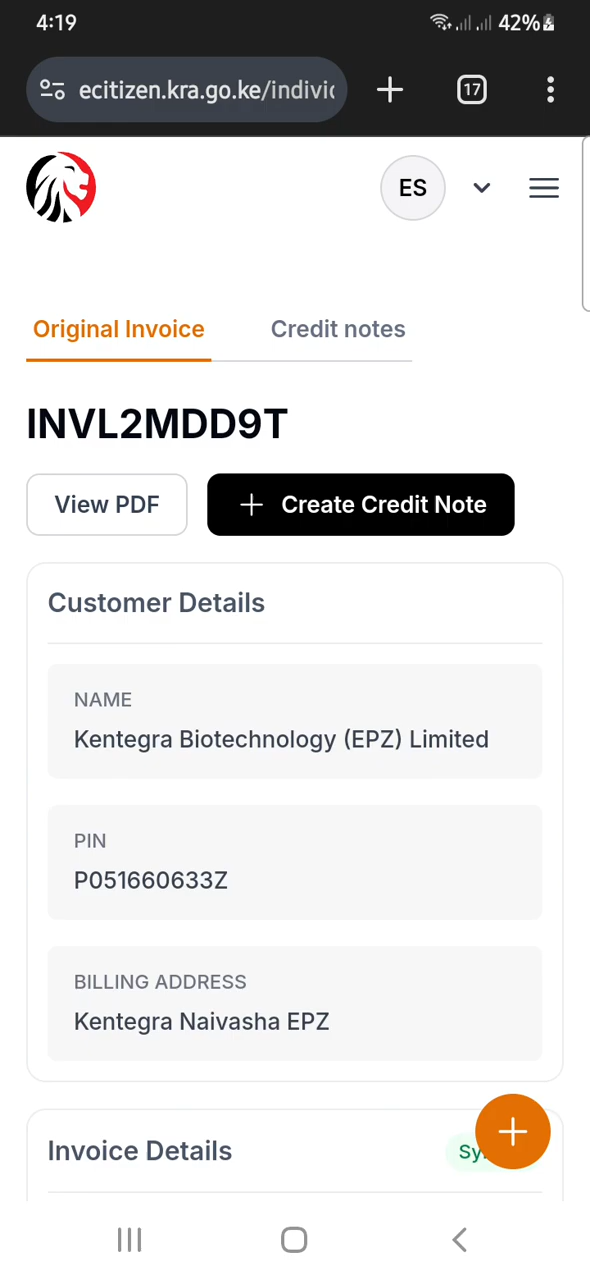 4:19
42%
ecitizen.kra.go.ke/indivi
17
ES
Original Invoice
Credit notes
INVL2MDD9T
View PDF
+ Create Credit Note
Customer Details
NAME
Kentegra Biotechnology (EPZ) Limited
PIN
P051660633Z
BILLING ADDRESS
Kentegra Naivasha EPZ
Invoice Details